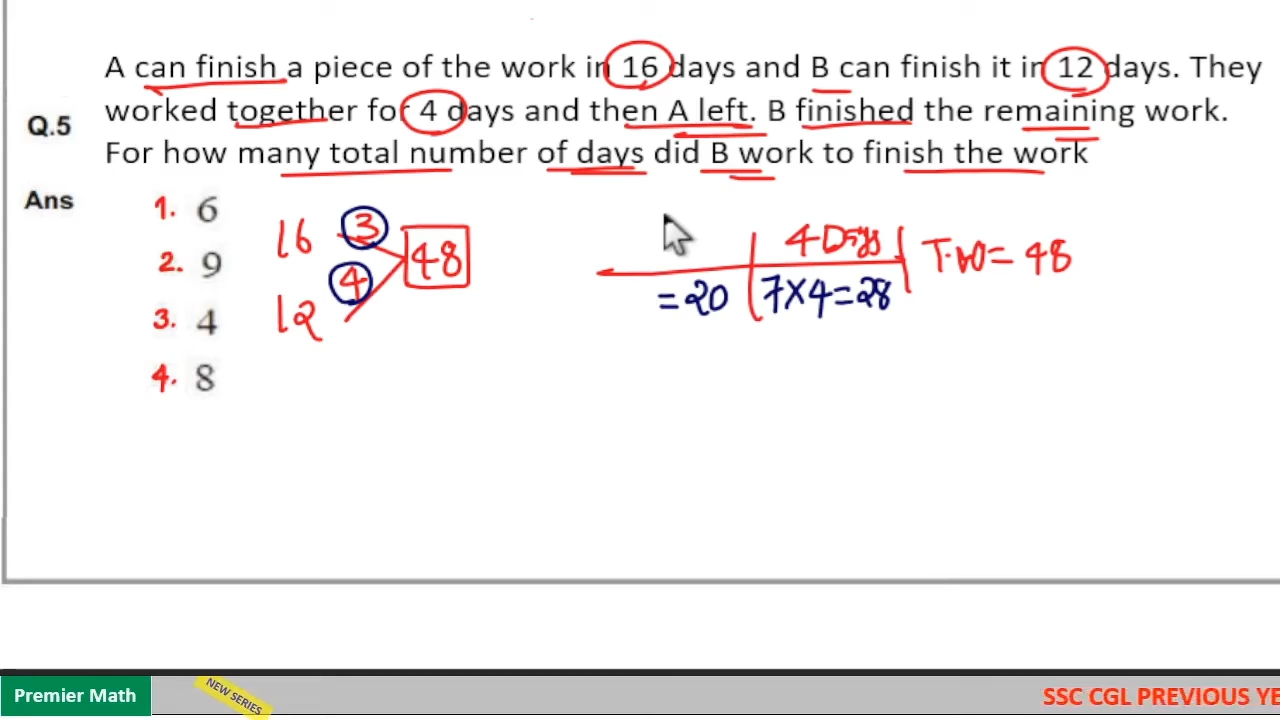 A can finish a piece of the work in 16 days and B can finish it in 12 days. They
Q.5 worked together for 4 days and then A left. B finished the remaining work.
For how many total number of days did B work to finish the work
Ans
1. 6
2. 9
3. 4
4. 8
16 3
4 48
12
4 Days T.W = 48
= 20 7×4=28
Premier Math
NEW SERIES
SSC CGL PREVIOUS YE